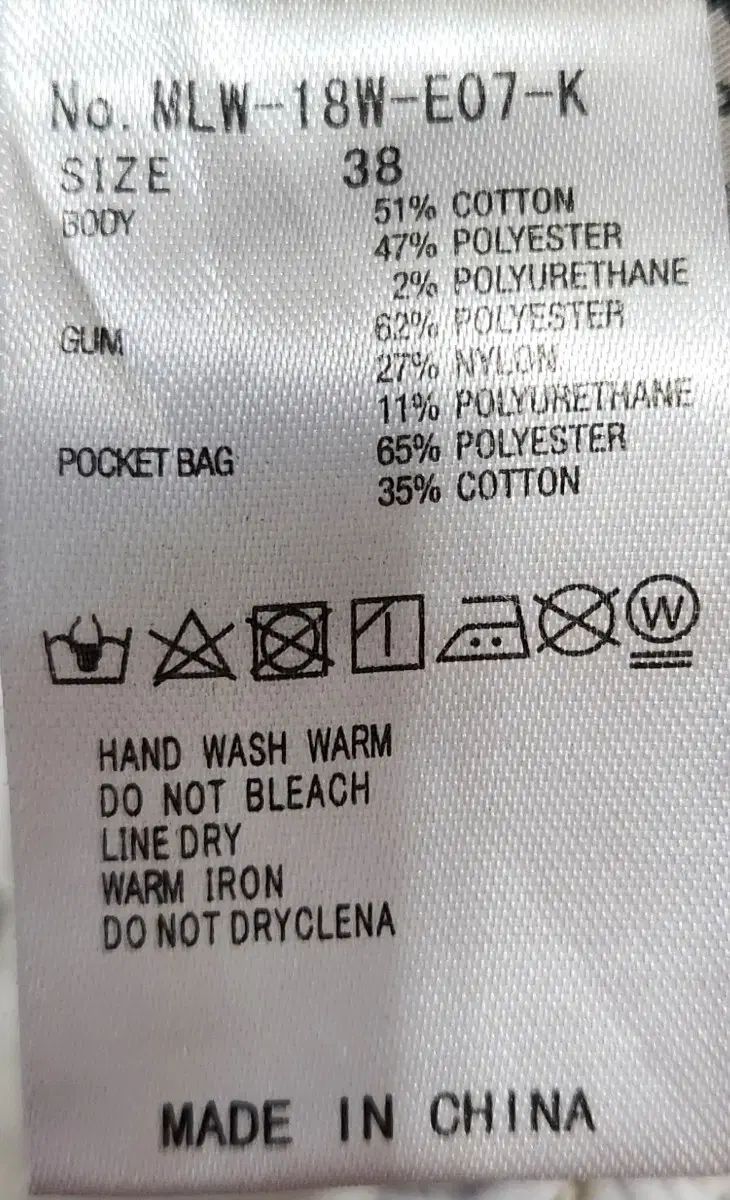 No. MLW-18W-E07-K
SIZE 38
BODY 51% COTTON
47% POLYESTER
2% POLYURETHANE
GUM 62% POLYESTER
27% NYLON
11% POLYURETHANE
POCKET BAG 65% POLYESTER
35% COTTON
W
HAND WASH WARM
DO NOT BLEACH
LINE DRY
WARM IRON
DO NOT DRYCLENA
MADE IN CHINA